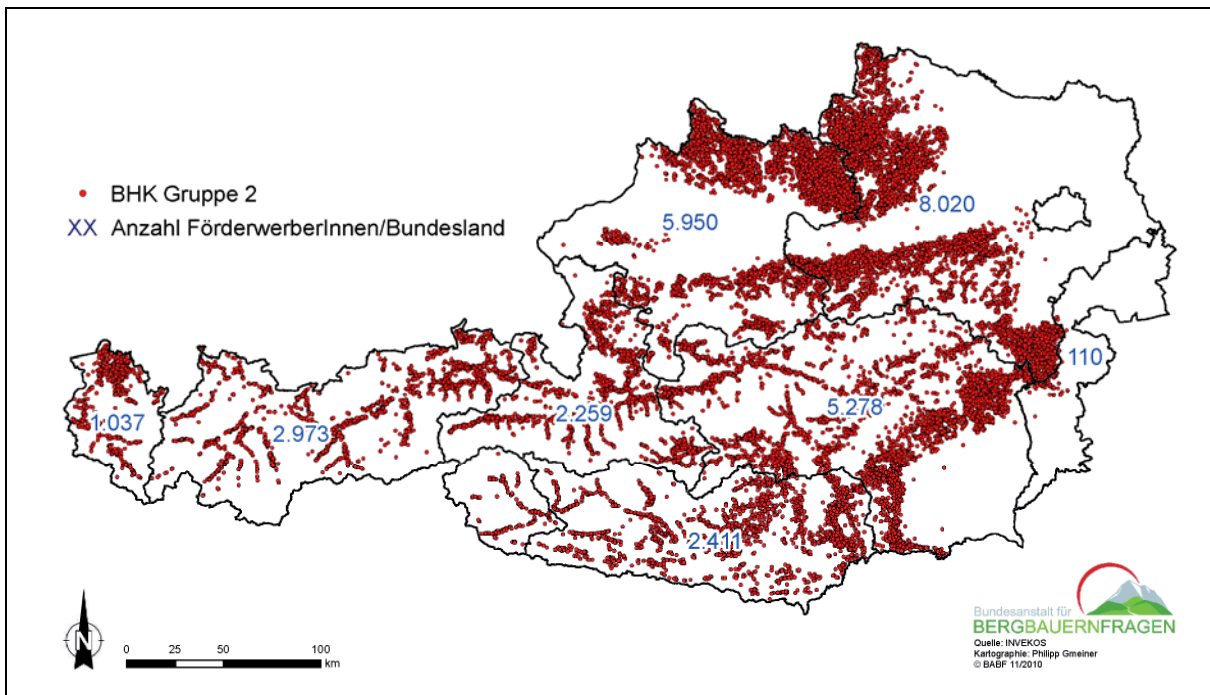 BHK Gruppe 2
XX Anzahl FörderwerberInnen/Bundesland
8.020
5.950
110
5.278
2.259
1.037
2.973
2.411
N
0 25 50 100
km
Bundesanstalt für
BERGBAUERNFRAGEN
Quelle: INVEKOS
Kartographie: Philipp Gmeiner
© BABF 11/2010